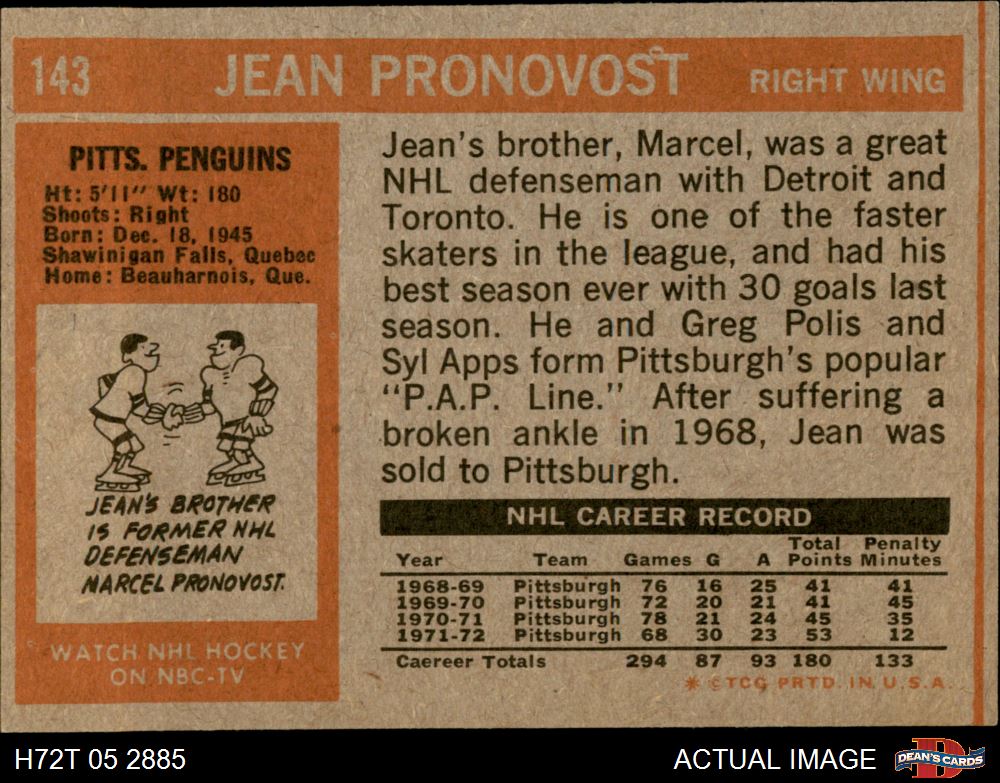 143 JEAN PRONOVOST RIGHT WING
PITTS. PENGUINS
Ht: 5'11" Wt: 180
Shoots: Right
Born: Dec. 18, 1945
Shawinigan Falls, Quebec
Home: Beauharnois, Que.
JEAN'S BROTHER
IS FORMER NHL
DEFENSEMAN
MARCEL PRONOVOST.
WATCH NHL HOCKEY
ON NBC-TV
Jean's brother, Marcel, was a great
NHL defenseman with Detroit and
Toronto. He is one of the faster
skaters in the league, and had his
best season ever with 30 goals last
season. He and Greg Polis and
Syl Apps form Pittsburgh's popular
"P.A.P. Line." After suffering a
broken ankle in 1968, Jean was
sold to Pittsburgh.
NHL CAREER RECORD
Year Team Games G A Total Points Penalty Minutes
1968-69 Pittsburgh 76 16 25 41 41
1969-70 Pittsburgh 72 20 21 41 45
1970-71 Pittsburgh 78 21 24 45 35
1971-72 Pittsburgh 68 30 23 53 12
Caereer Totals 294 87 93 180 133
* © TCG PRTD. IN U.S.A.
H72T 05 2885 ACTUAL IMAGE D DEAN'S CARDS